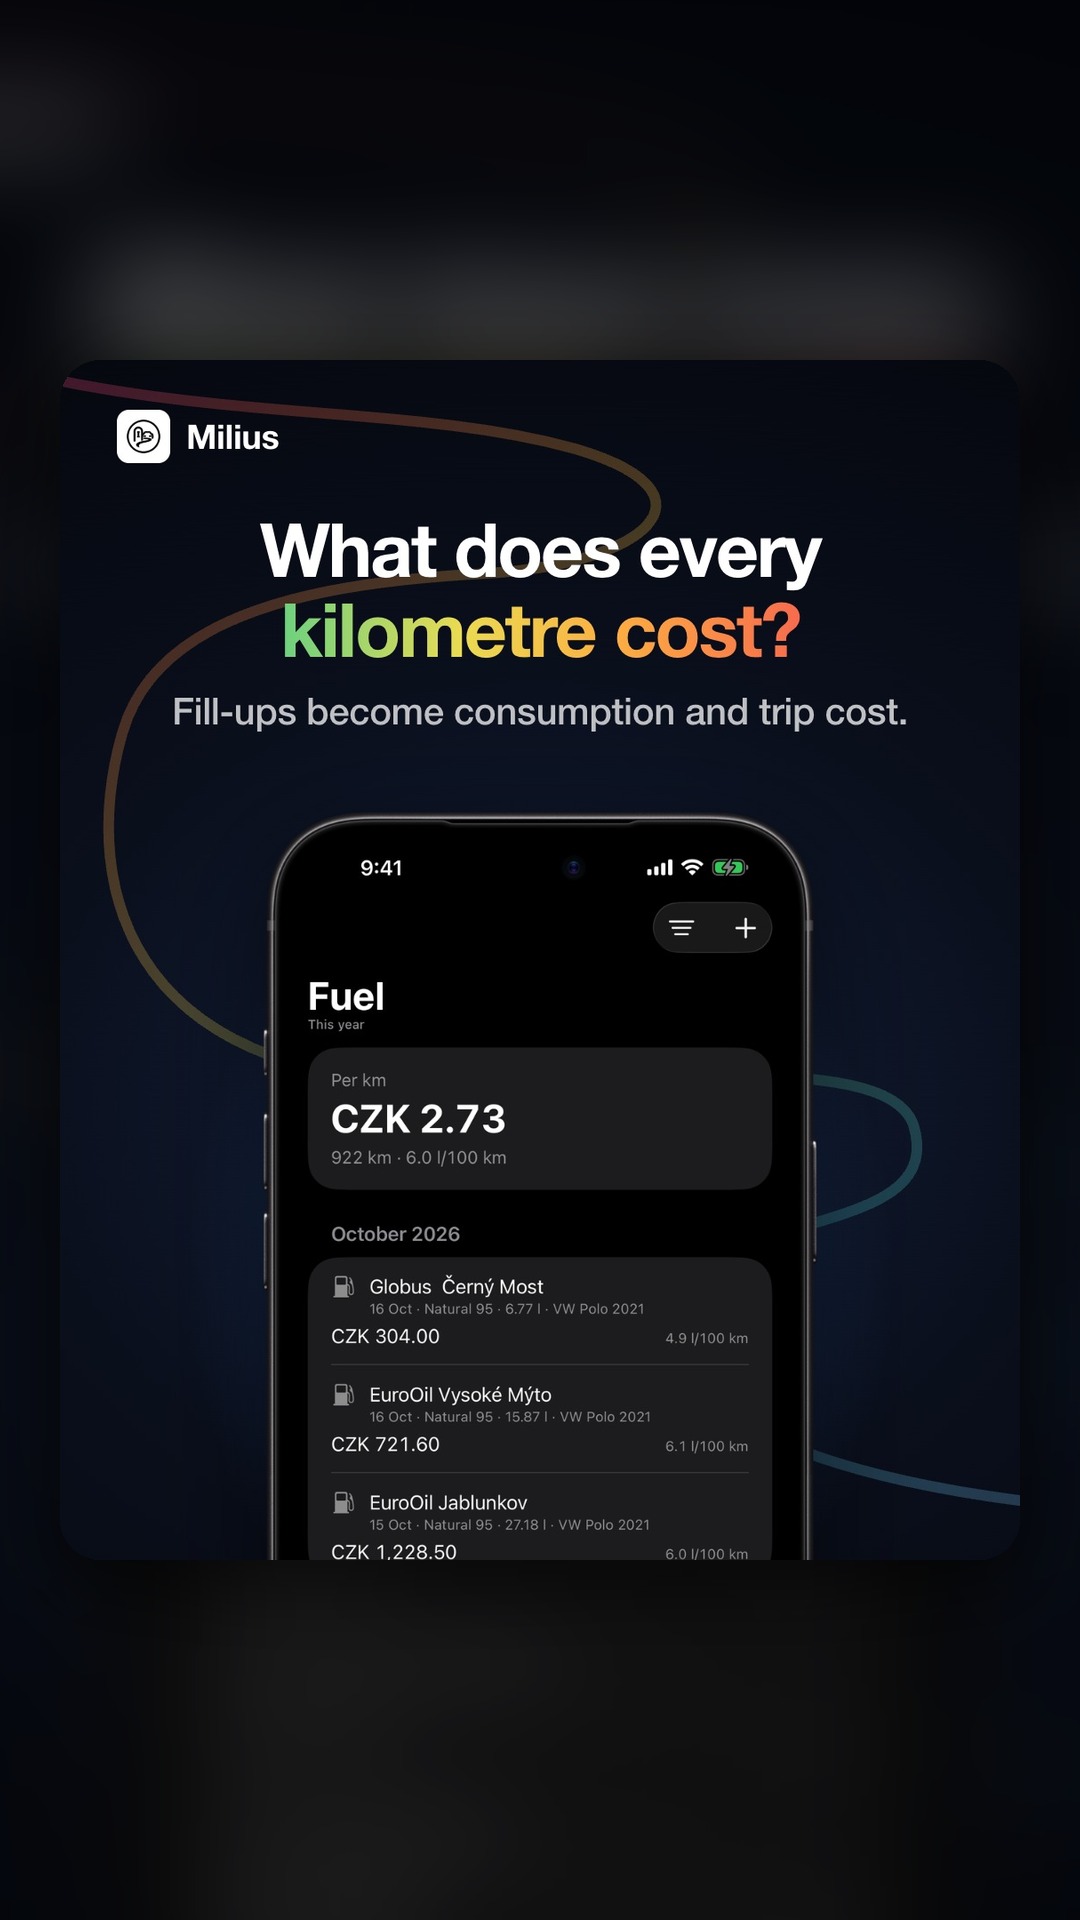 Milius
What does every
kilometre cost?
Fill-ups become consumption and trip cost.
9:41
Fuel
This year
Per km
CZK 2.73
922 km · 6.0 l/100 km
October 2026
Globus  Černý Most
16 Oct · Natural 95 · 6.77 l · VW Polo 2021
CZK 304.00
4.9 l/100 km
EuroOil Vysoké Mýto
16 Oct · Natural 95 · 15.87 l · VW Polo 2021
CZK 721.60
6.1 l/100 km
EuroOil Jablunkov
15 Oct · Natural 95 · 27.18 l · VW Polo 2021
CZK 1,228.50
6.0 l/100 km